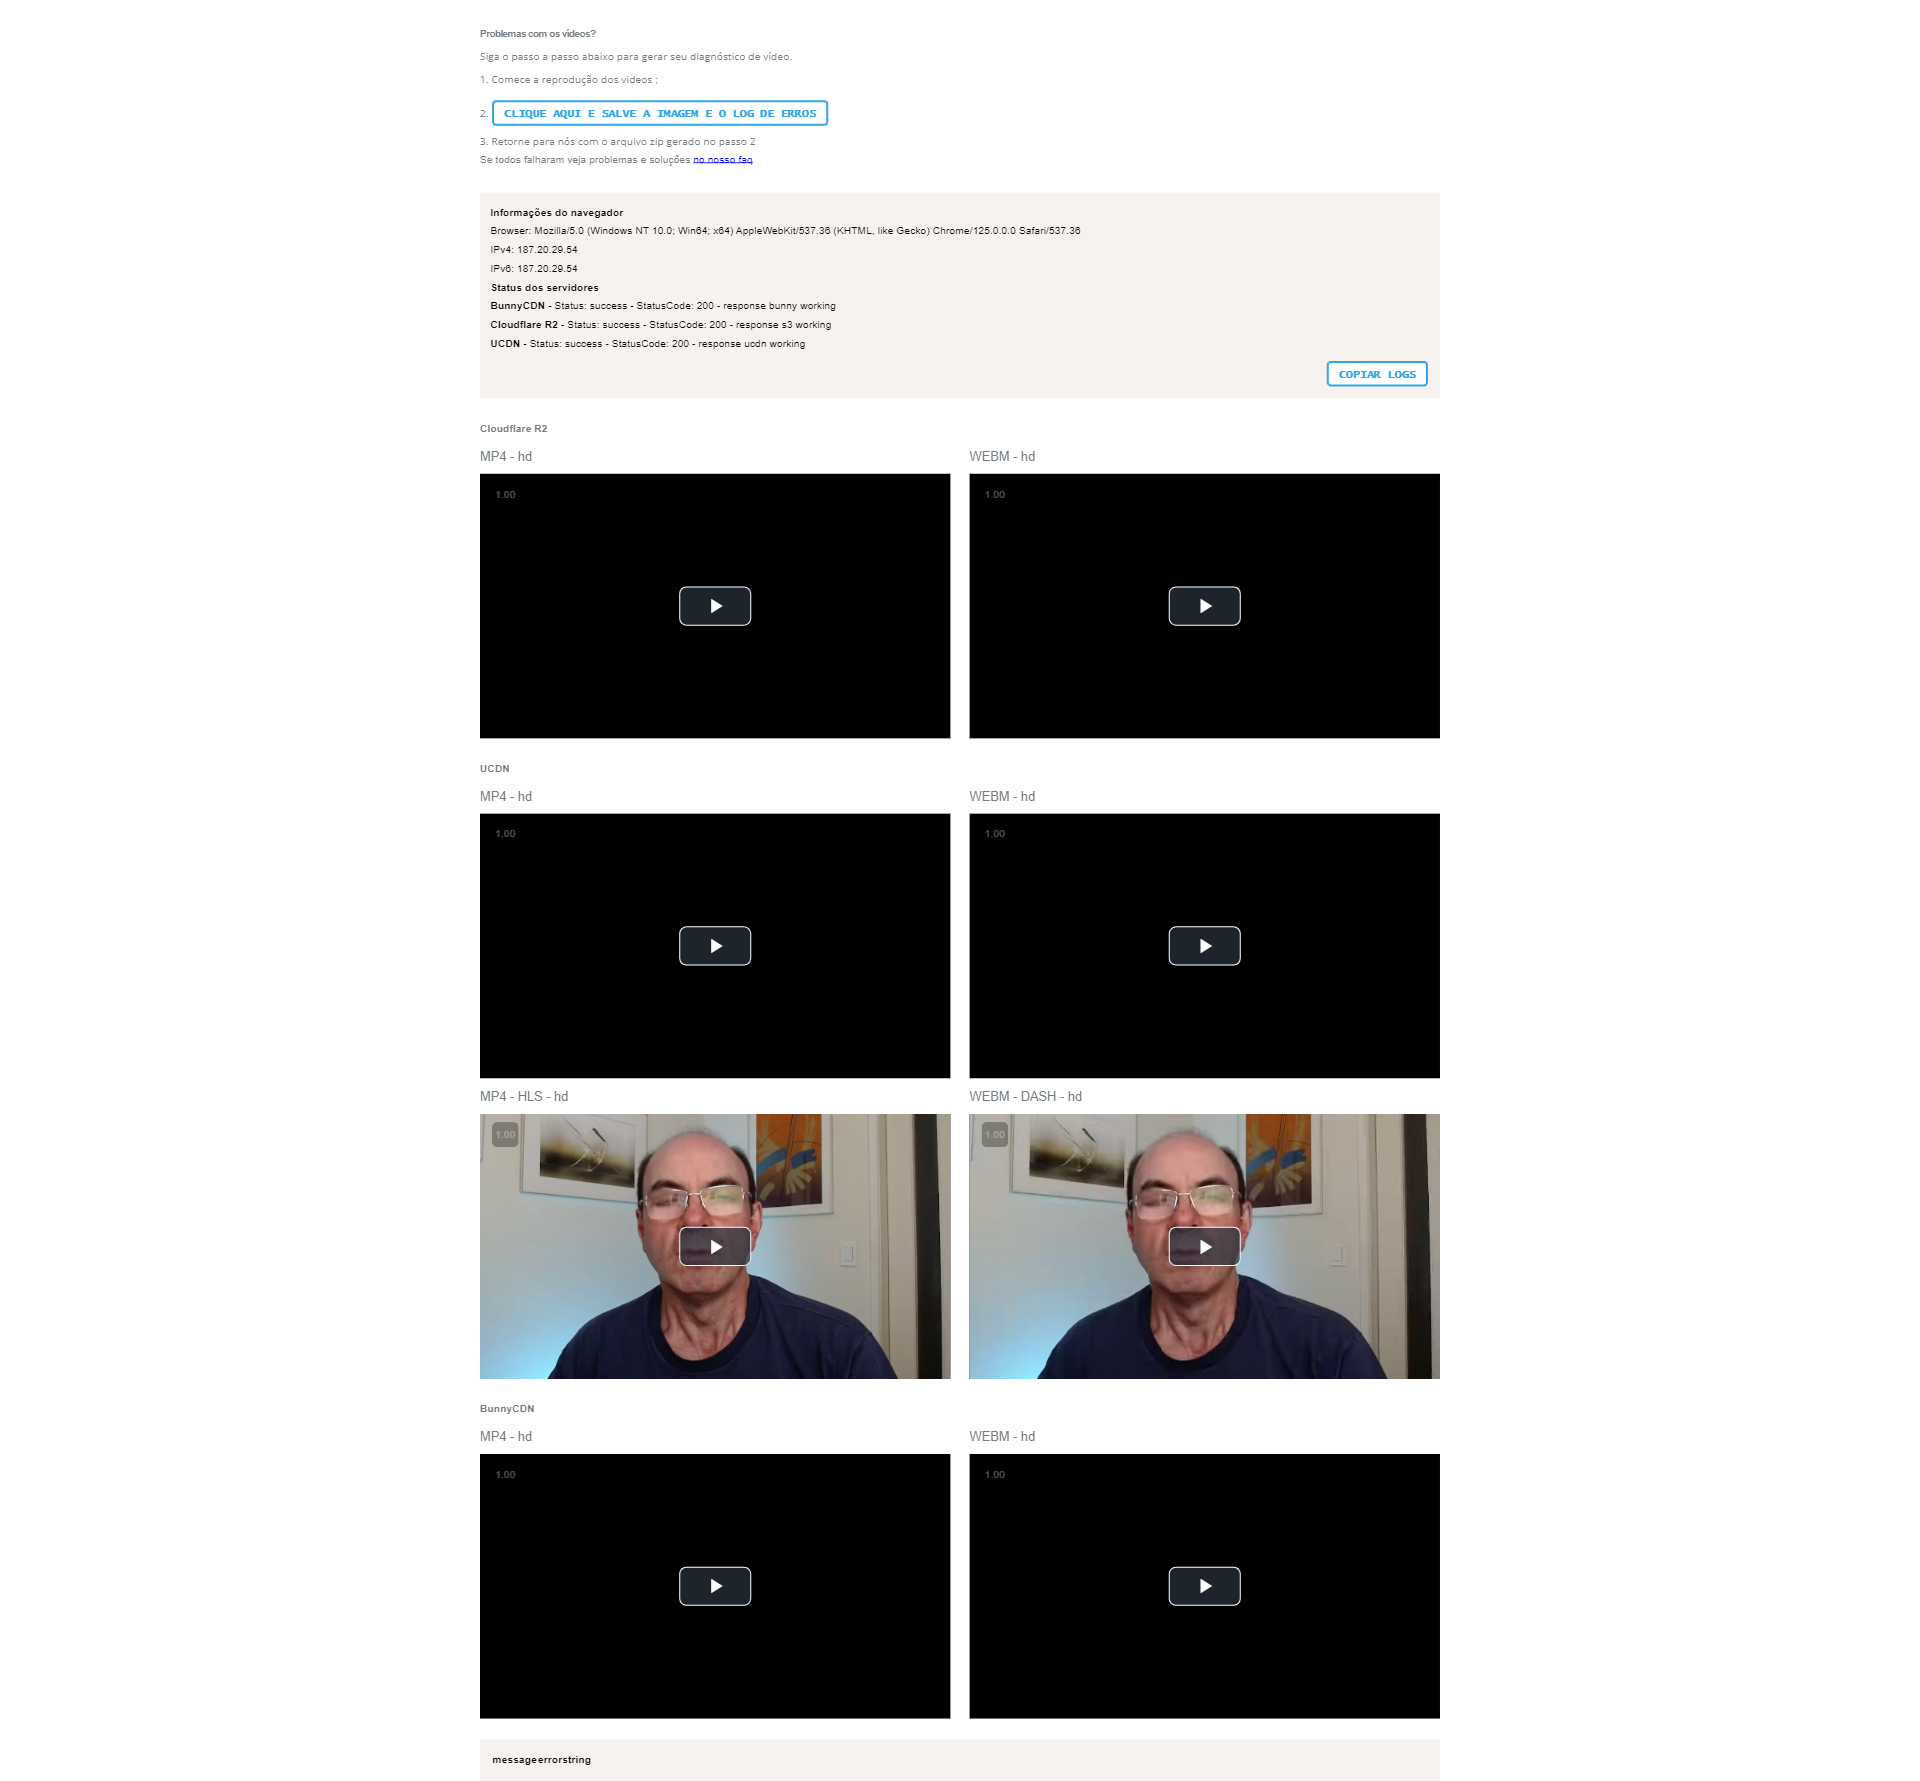 Problemas com os vídeos?
Siga o passo a passo abaixo para gerar seu diagnóstico de vídeo.
1. Comece a reprodução dos videos ;
2. CLIQUE AQUI E SALVE A IMAGEM E O LOG DE ERROS
3. Retorne para nós com o arquivo zip gerado no passo 2
Se todos falharam veja problemas e soluções no nosso faq
Informações do navegador
Browser: Mozilla/5.0 (Windows NT 10.0; Win64; x64) AppleWebKit/537.36 (KHTML, like Gecko) Chrome/125.0.0.0 Safari/537.36
IPv4: 187.20.29.54
IPv6: 187.20.29.54
Status dos servidores
BunnyCDN - Status: success - StatusCode: 200 - response bunny working
Cloudflare R2 - Status: success - StatusCode: 200 - response s3 working
UCDN - Status: success - StatusCode: 200 - response ucdn working
COPIAR LOGS
Cloudflare R2
MP4 - hd
WEBM - hd
1.00
1.00
UCDN
MP4 - hd
WEBM - hd
1.00
1.00
MP4 - HLS - hd
WEBM - DASH - hd
1.00
1.00
BunnyCDN
MP4 - hd
WEBM - hd
1.00
1.00
messageerrorstring